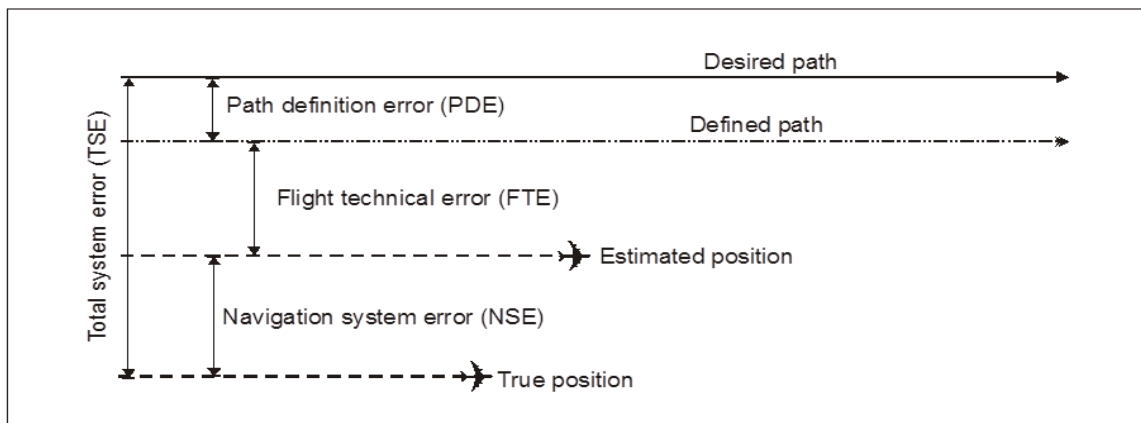 Desired path
Path definition error (PDE)
Defined path
Total system error (TSE)
Flight technical error (FTE)
Estimated position
Navigation system error (NSE)
True position